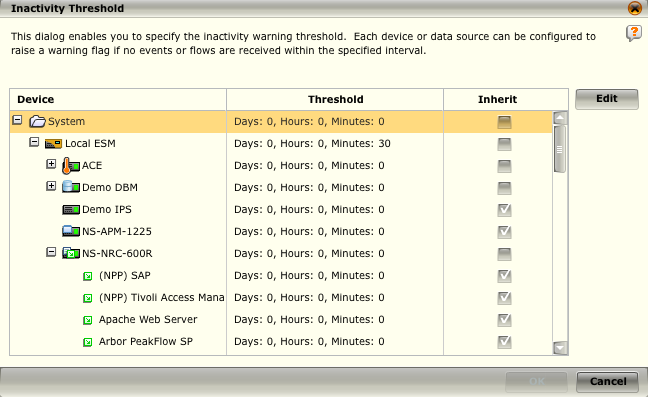 Inactivity Threshold
This dialog enables you to specify the inactivity warning threshold. Each device or data source can be configured to
raise a warning flag if no events or flows are received within the specified interval.
Device Threshold Inherit Edit
System Days: 0, Hours: 0, Minutes: 0
Local ESM Days: 0, Hours: 0, Minutes: 30
ACE Days: 0, Hours: 0, Minutes: 0
Demo DBM Days: 0, Hours: 0, Minutes: 0
Demo IPS Days: 0, Hours: 0, Minutes: 0
NS-APM-1225 Days: 0, Hours: 0, Minutes: 0
NS-NRC-600R Days: 0, Hours: 0, Minutes: 0
(NPP) SAP Days: 0, Hours: 0, Minutes: 0
(NPP) Tivoli Access Mana Days: 0, Hours: 0, Minutes: 0
Apache Web Server Days: 0, Hours: 0, Minutes: 0
Arbor PeakFlow SP Days: 0, Hours: 0, Minutes: 0
OK Cancel